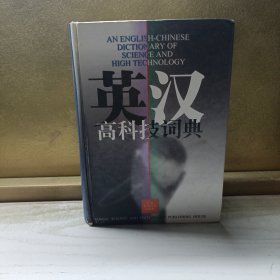 AN ENGLISH-CHINESE
DICTIONARY OF
SCIENCE AND
HIGH TECHNOLOGY
英汉
高科技词典
PUBLISHING HOUSE